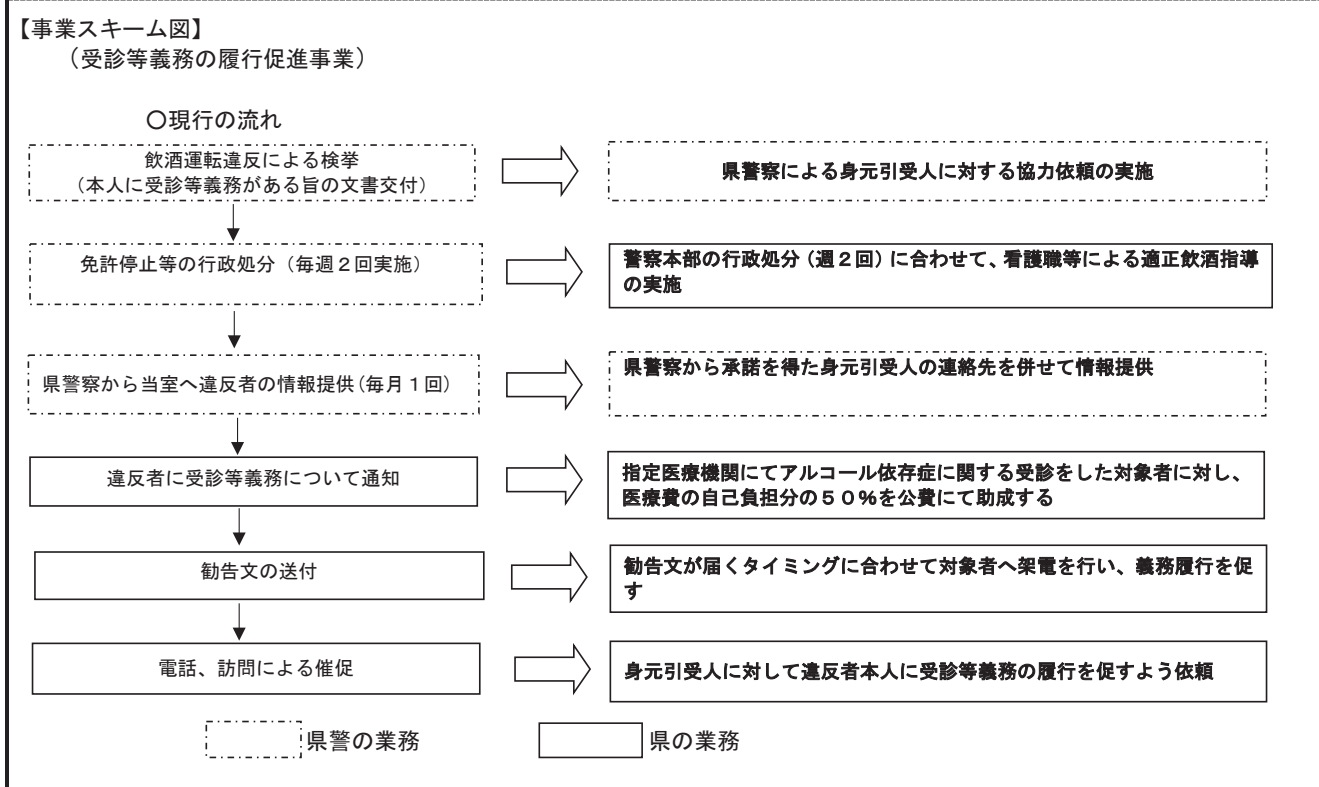 【事業スキーム図】
（受診等義務の履行促進事業）
○現行の流れ
飲酒運転違反による検挙
（本人に受診等義務がある旨の文書交付）
県警察による身元引受人に対する協力依頼の実施
免許停止等の行政処分（毎週２回実施）
警察本部の行政処分（週２回）に合わせて、看護職等による適正飲酒指導
の実施
県警察から当室へ違反者の情報提供（毎月１回）
県警察から承諾を得た身元引受人の連絡先を併せて情報提供
違反者に受診等義務について通知
指定医療機関にてアルコール依存症に関する受診をした対象者に対し、
医療費の自己負担分の５０％を公費にて助成する
勧告文の送付
勧告文が届くタイミングに合わせて対象者へ架電を行い、義務履行を促
す
電話、訪問による催促
身元引受人に対して違反者本人に受診等義務の履行を促すよう依頼
県警の業務
県の業務